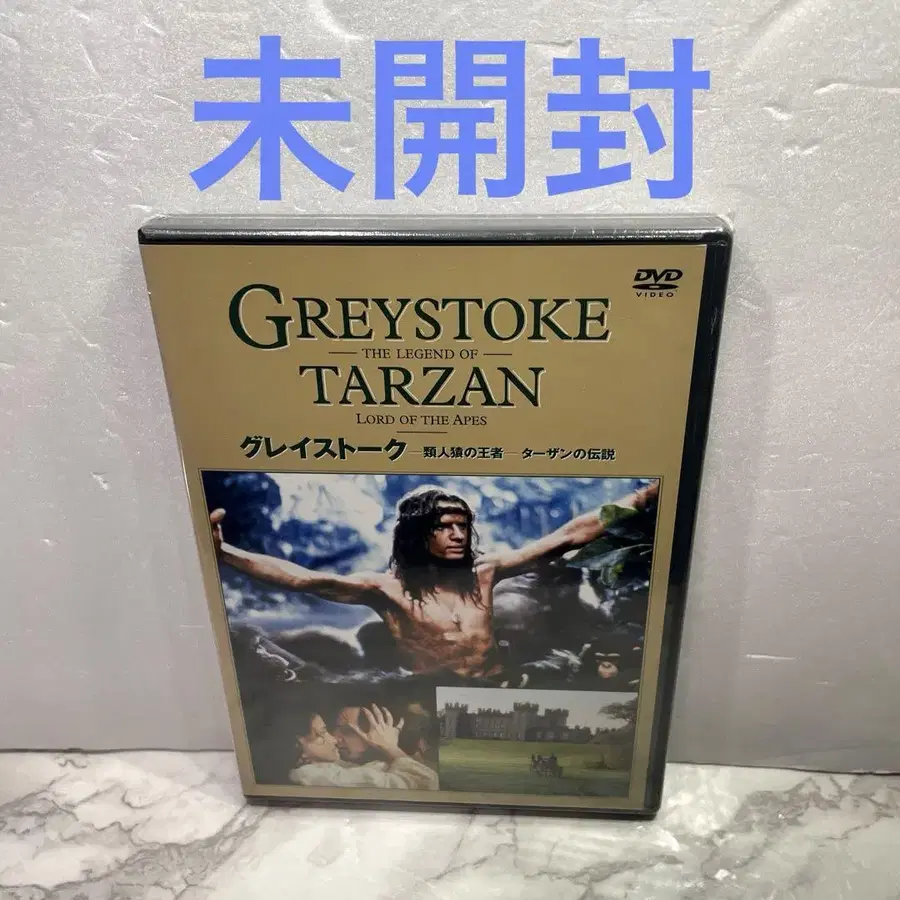 未開封
DVD
VIDEO
GREYSTOKE
THE LEGEND OF
TARZAN
LORD OF THE APES
グレイストーク―類人猿の王者―ターザンの伝説